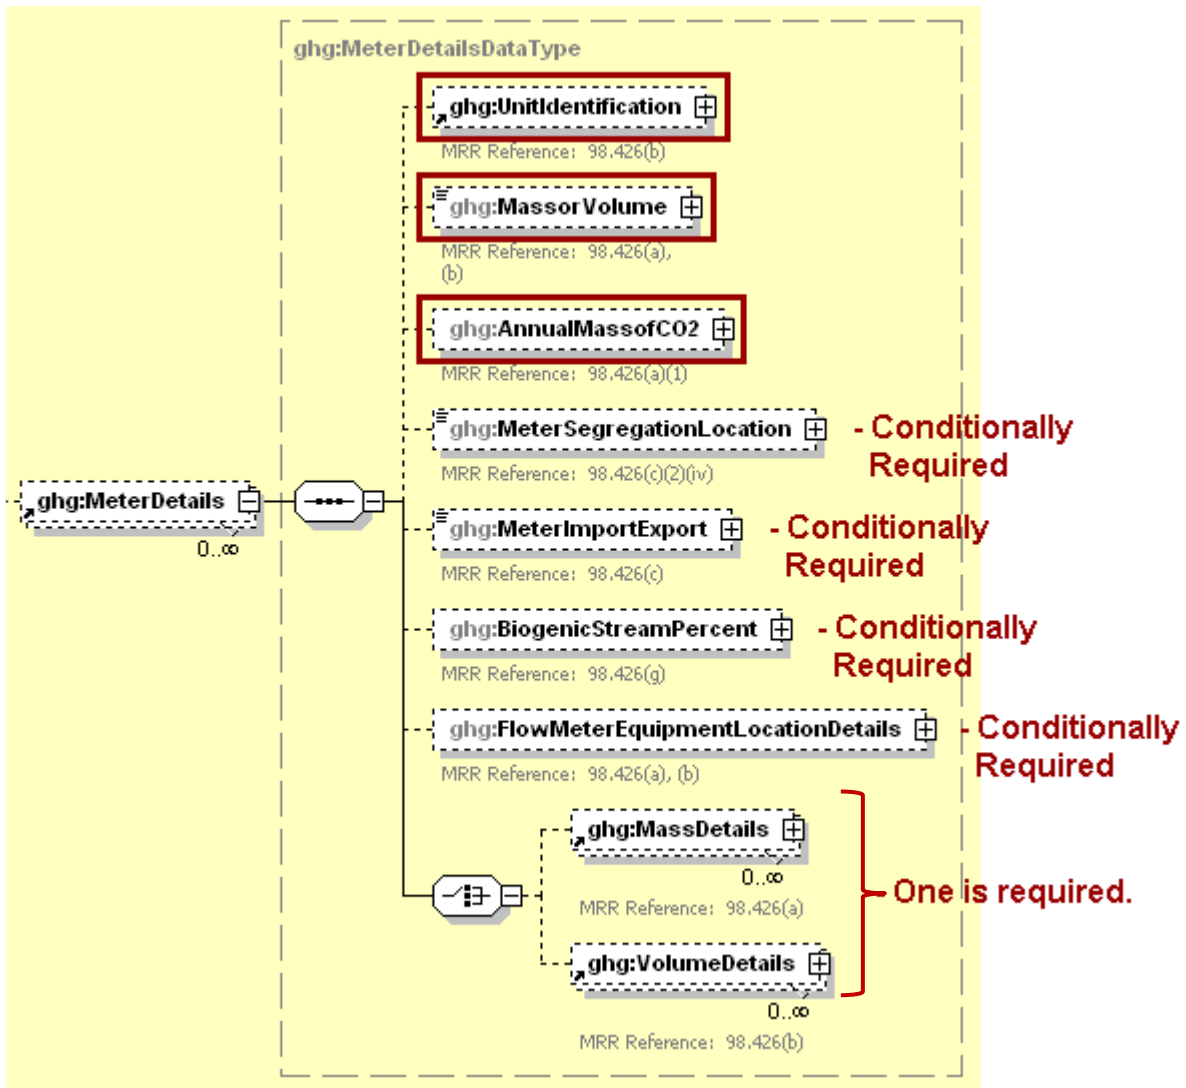 ghg:MeterDetailsDataType
ghg:UnitIdentification
MRR Reference: 98.426(b)
ghg:MassorVolume
MRR Reference: 98.426(a),
(b)
ghg:AnnualMassofCO2
MRR Reference: 98.426(a)(1)
ghg:MeterSegregationLocation
- Conditionally
Required
MRR Reference: 98.426(c)(2)(iv)
ghg:MeterDetails
0..∞
ghg:MeterImportExport
- Conditionally
Required
MRR Reference: 98.426(c)
ghg:BiogenicStreamPercent
- Conditionally
Required
MRR Reference: 98.426(g)
ghg:FlowMeterEquipmentLocationDetails
- Conditionally
Required
MRR Reference: 98.426(a), (b)
ghg:MassDetails
0..∞
MRR Reference: 98.426(a)
One is required.
ghg:VolumeDetails
0..∞
MRR Reference: 98.426(b)